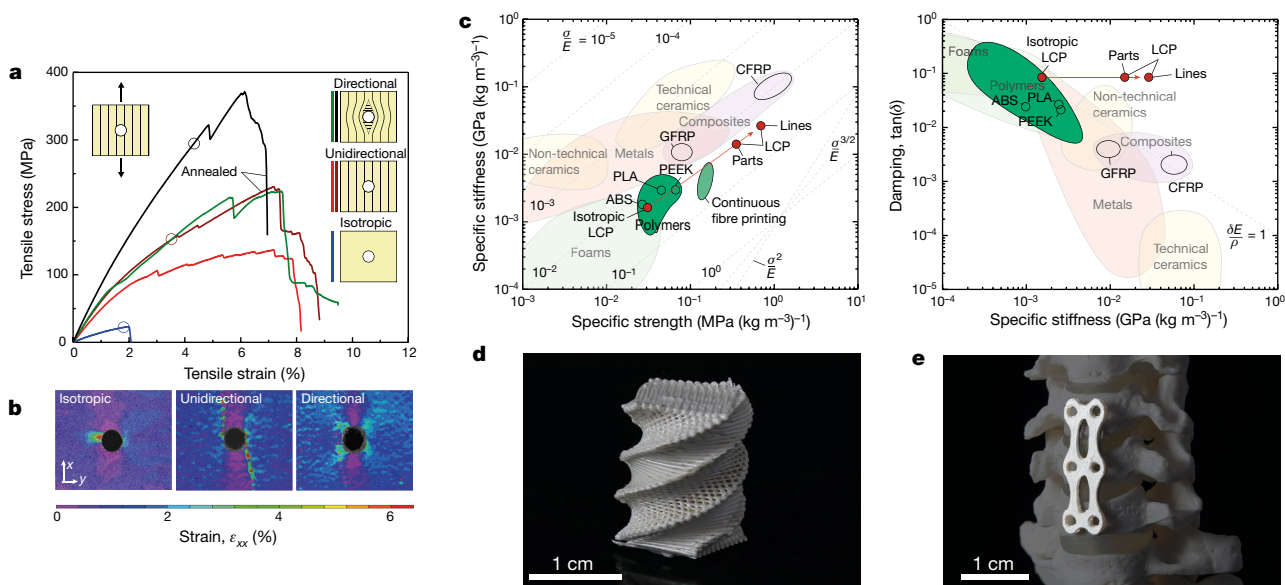 a
Tensile stress (MPa)
500
400
300
200
100
0
0
2
4
6
8
10
12
Tensile strain (%)
Annealed
Directional
Unidirectional
Isotropic
b
Isotropic
Unidirectional
Directional
x
y
0
2
4
6
Strain, εxx (%)
c
Specific stiffness (GPa (kg m−3)−1)
10^0
10^−1
10^−2
10^−3
10^−4
σ/E = 10^−5
10^−4
CFRP
Technical
ceramics
Composites
Lines
GFRP
LCP
Non-technical
ceramics
Metals
Parts
σ^3/2/E
PLA
PEEK
10^−3
ABS
Continuous
fibre printing
Isotropic
LCP
Polymers
Foams
10^−2
10^−1
10^0
σ^2/E
10^−3
10^−2
10^−1
10^0
10^1
Specific strength (MPa (kg m−3)−1)
Damping, tan(δ)
10^0
10^−1
10^−2
10^−3
10^−4
10^−5
Foams
Isotropic
LCP
Parts
LCP
Lines
Polymers
ABS
PLA
PEEK
Non-technical
ceramics
Composites
GFRP
CFRP
Metals
δE/ρ = 1
Technical
ceramics
10^−4
10^−3
10^−2
10^−1
10^0
Specific stiffness (GPa (kg m−3)−1)
d
1 cm
e
1 cm